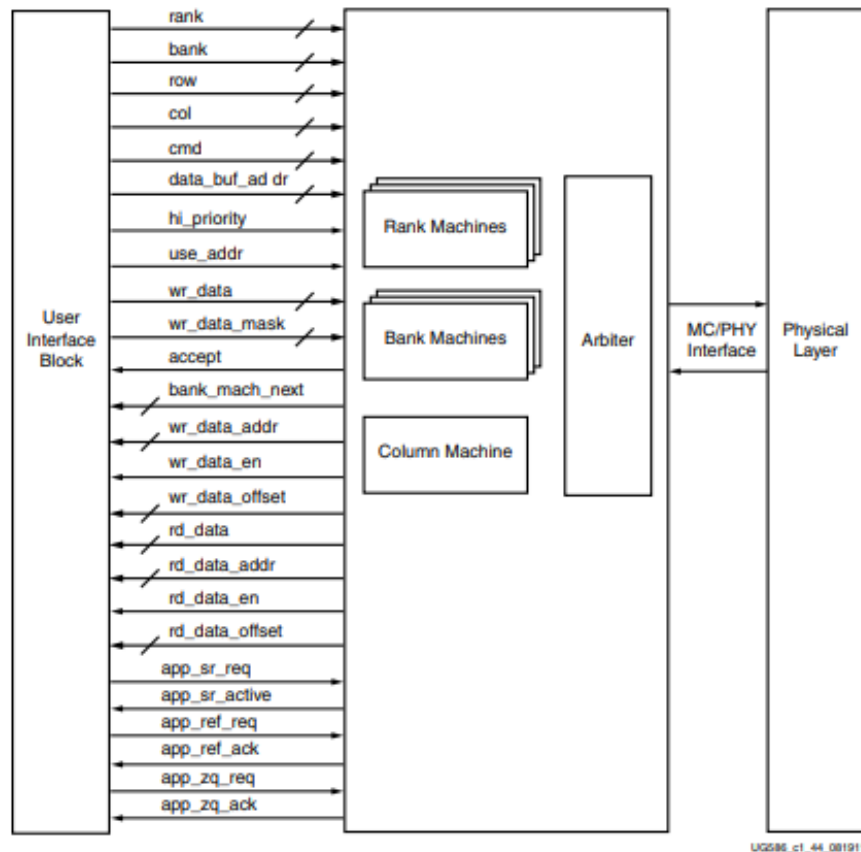 rank
bank
row
col
cmd
data_buf_ad dr
hi_priority
use_addr
wr_data
wr_data_mask
accept
bank_mach_next
wr_data_addr
wr_data_en
wr_data_offset
rd_data
rd_data_addr
rd_data_en
rd_data_offset
app_sr_req
app_sr_active
app_ref_req
app_ref_ack
app_zq_req
app_zq_ack
User
Interface
Block
Rank Machines
Bank Machines
Column Machine
Arbiter
MC/PHY
Interface
Physical
Layer
UG586_c1_44_08191